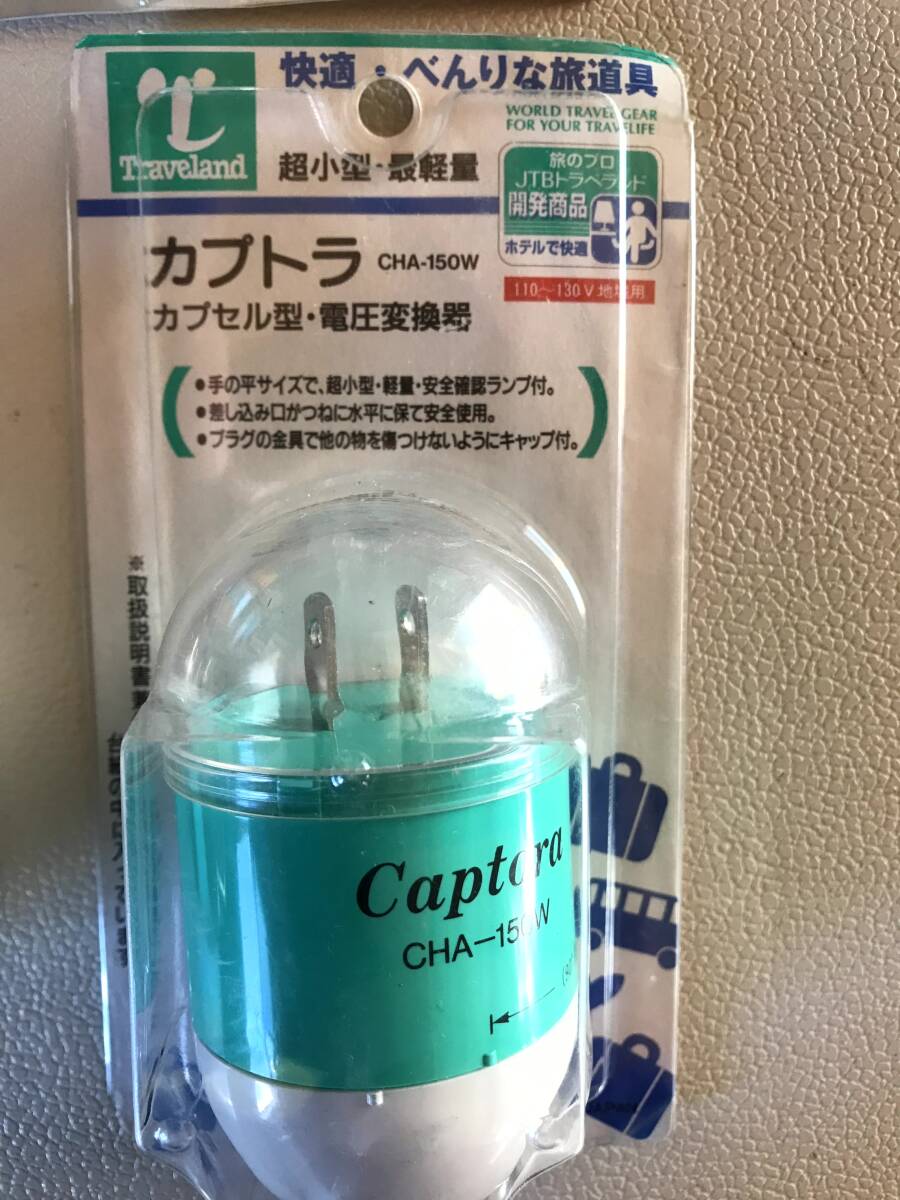 快適・べんりな旅道具
WORLD TRAVEL GEAR
FOR YOUR TRAVELIFE
Traveland
超小型・最軽量
旅のプロ
JTBトラベランド
開発商品
ホテルで快適
カプトラ CHA-150W
110〜130V地域用
カプセル型・電圧変換器
●手の平サイズで、超小型・軽量・安全確認ランプ付。
●差し込み口がつねに水平に保て安全使用。
●プラグの金具で他の物を傷つけないようにキャップ付。
※取扱説明書
Captora
CHA-150W